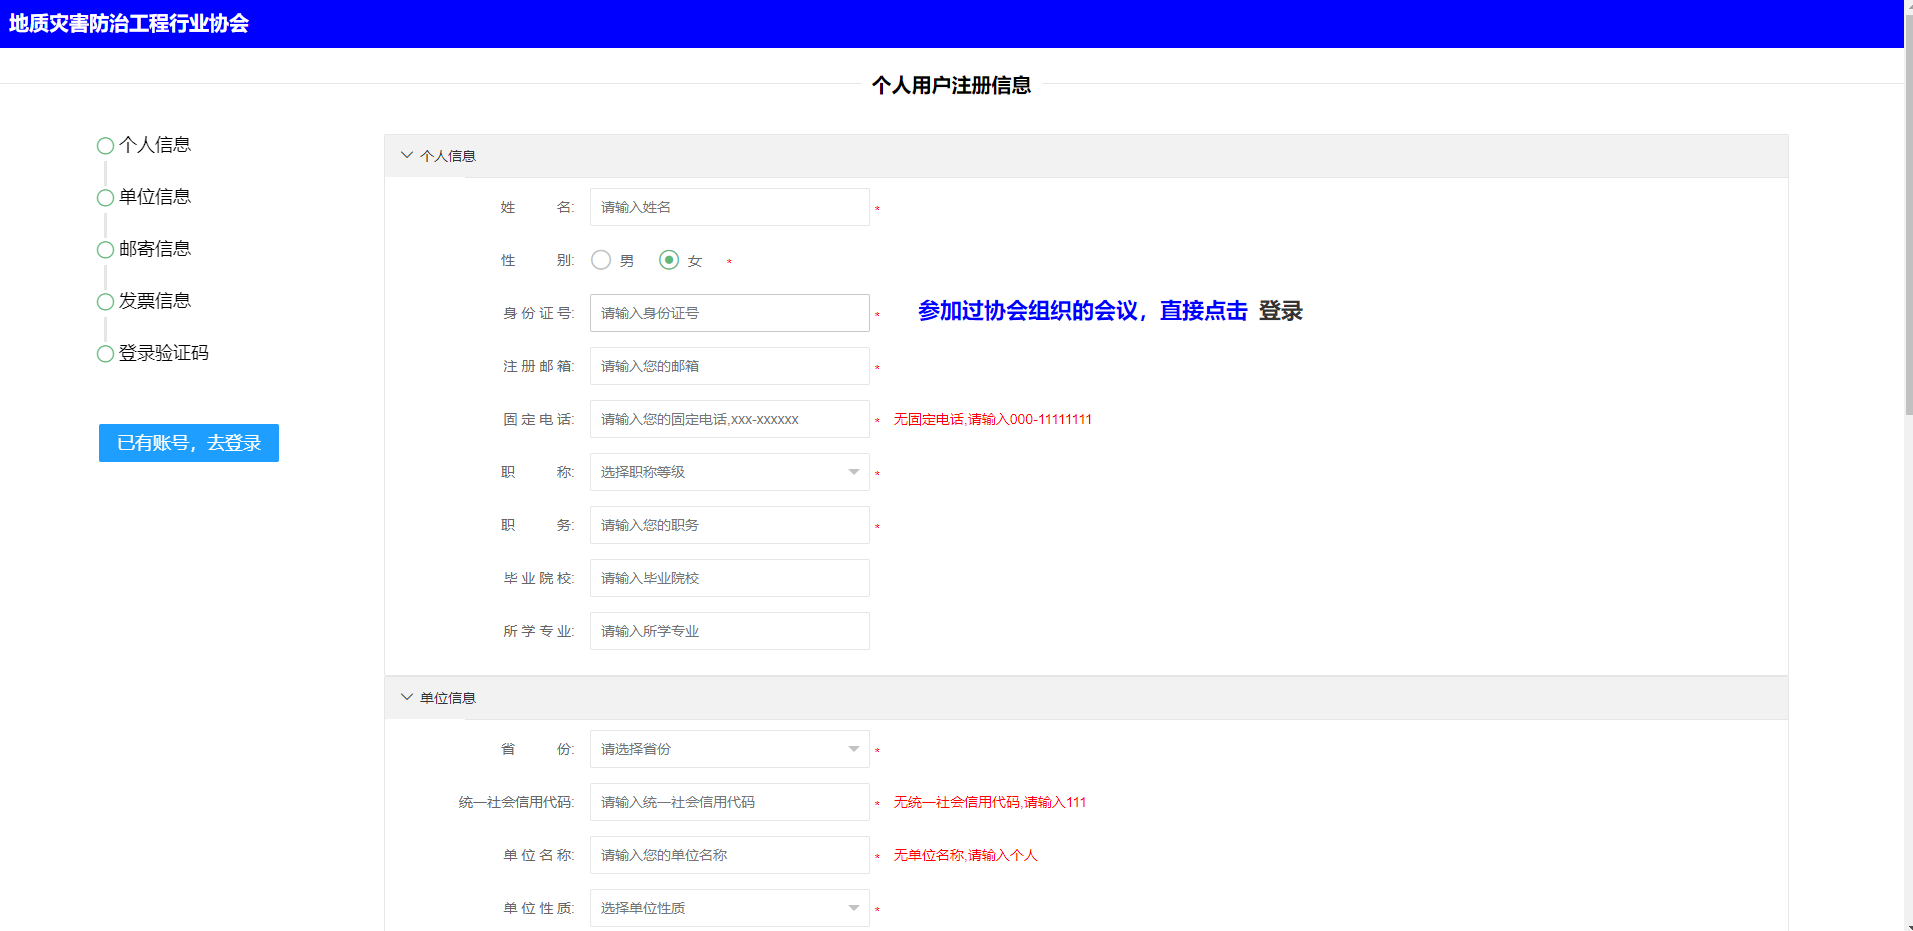 地质灾害防治工程行业协会
个人用户注册信息
个人信息
单位信息
邮寄信息
发票信息
登录验证码
已有账号，去登录
个人信息
姓 名: 请输入姓名 *
性 别: 男 女 *
身 份 证 号: 请输入身份证号 * 参加过协会组织的会议，直接点击 登录
注 册 邮 箱: 请输入您的邮箱 *
固 定 电 话: 请输入您的固定电话,xxx-xxxxxx * 无固定电话,请输入000-11111111
职 称: 选择职称等级 *
职 务: 请输入您的职务 *
毕 业 院 校: 请输入毕业院校
所 学 专 业: 请输入所学专业
单位信息
省 份: 请选择省份 *
统一社会信用代码: 请输入统一社会信用代码 * 无统一社会信用代码,请输入111
单 位 名 称: 请输入您的单位名称 * 无单位名称,请输入个人
单 位 性 质: 选择单位性质 *